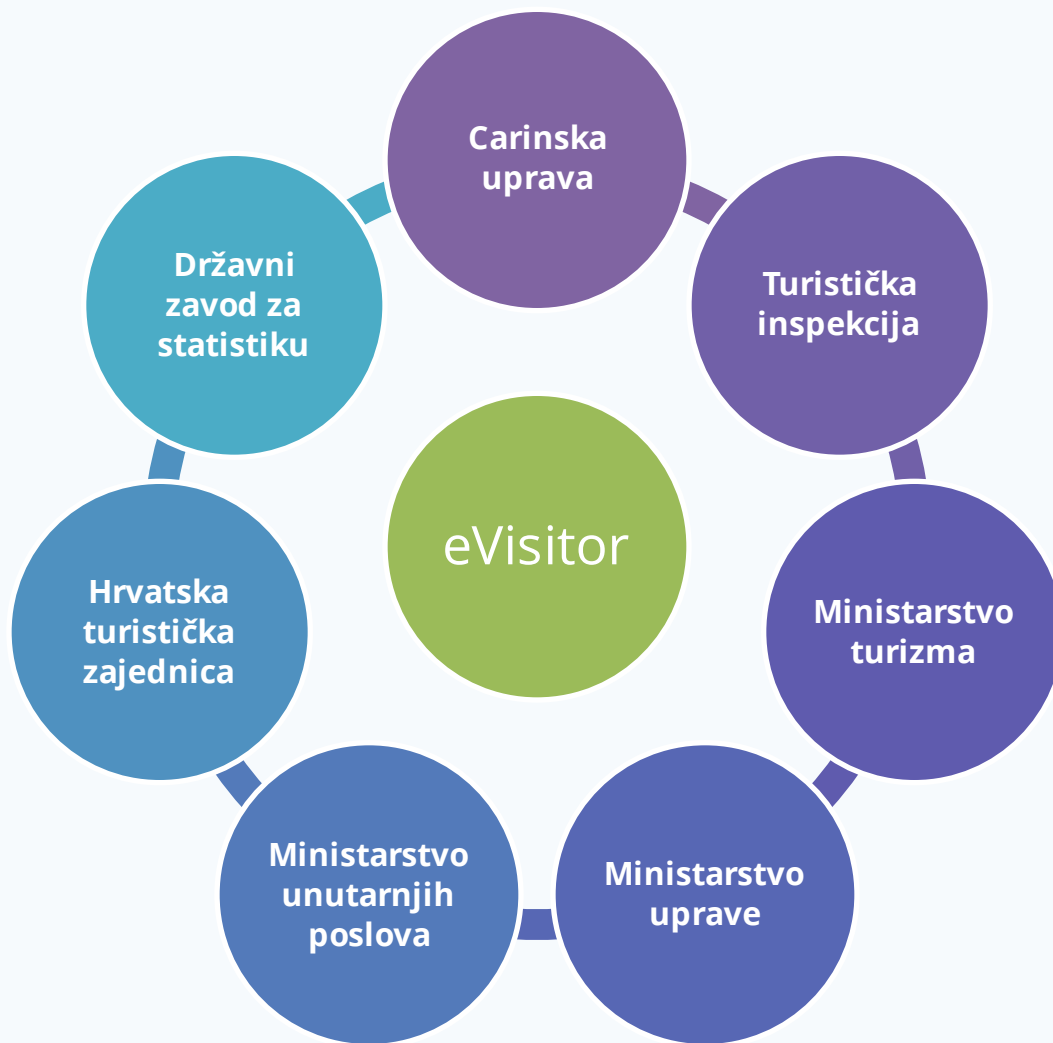 Carinska
uprava
Turistička
inspekcija
Ministarstvo
turizma
Ministarstvo
uprave
Ministarstvo
unutarnjih
poslova
Hrvatska
turistička
zajednica
Državni
zavod za
statistiku
eVisitor